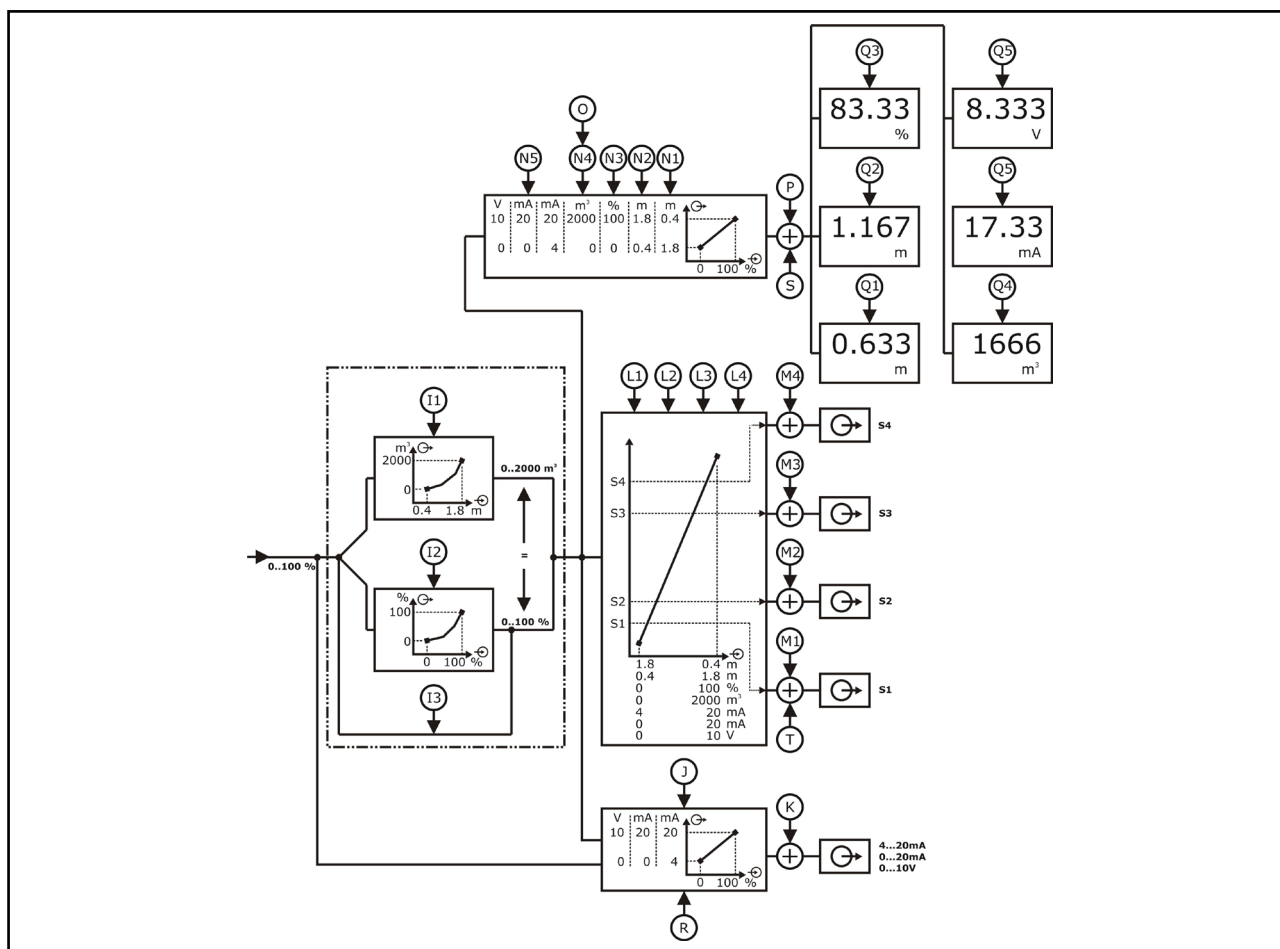 Q3
Q5
83.33
%
8.333
V
O
N5
N4
N3
N2
N1
P
Q2
Q5
V mA mA m³ % m m
10 20 20 2000 100 1.8 0.4
0 0 4 0 0 0.4 1.8
0 100 %
1.167
m
17.33
mA
S
Q1
Q4
0.633
m
1666
m³
L1
L2
L3
L4
M4
I1
S4
m³
2000
0
0.4 1.8 m
0..2000 m³
S4
M3
S3
S3
I2
=
M2
0..100 %
%
100
0
0 100 %
0..100 %
S2
S2
S1
M1
I3
S1
1.8 0.4 m
0.4 1.8 m
0 100 %
0 2000 m³
4 20 mA
0 20 mA
0 10 V
T
J
K
V mA mA
10 20 20
0 0 4
0 100 %
4...20mA
0...20mA
0...10V
R